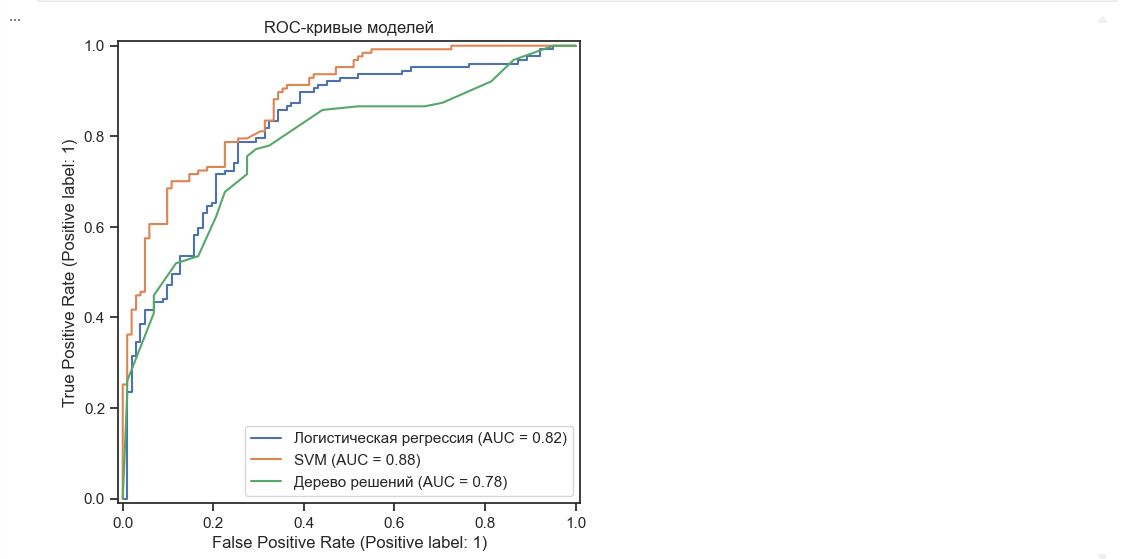 ...
ROC-кривые моделей
1.0
0.8
0.6
0.4
0.2
0.0
True Positive Rate (Positive label: 1)
Логистическая регрессия (AUC = 0.82)
SVM (AUC = 0.88)
Дерево решений (AUC = 0.78)
0.0 0.2 0.4 0.6 0.8 1.0
False Positive Rate (Positive label: 1)